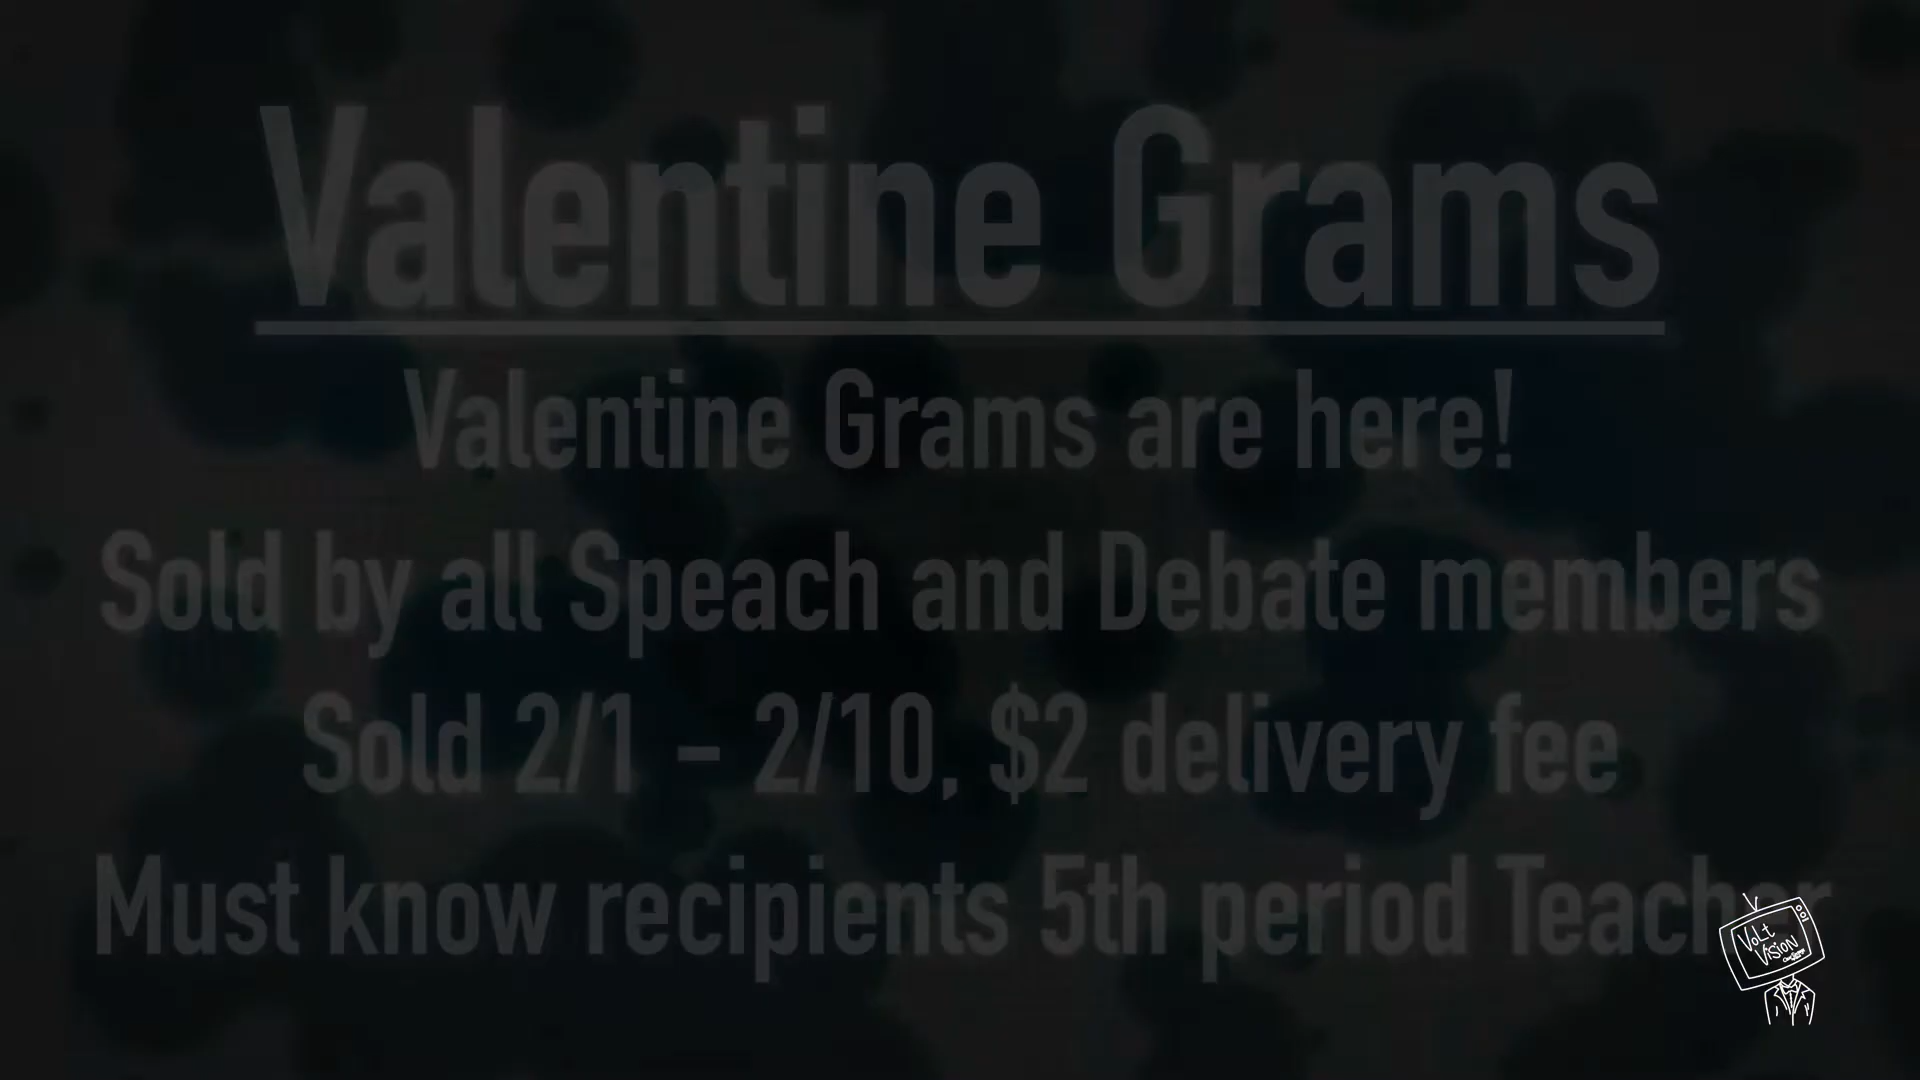 Valentine Grams
Valentine Grams are here!
Sold by all Speach and Debate members
Sold 2/1 - 2/10, $2 delivery fee
Must know recipients 5th period Teacher
VoLt
VisioN